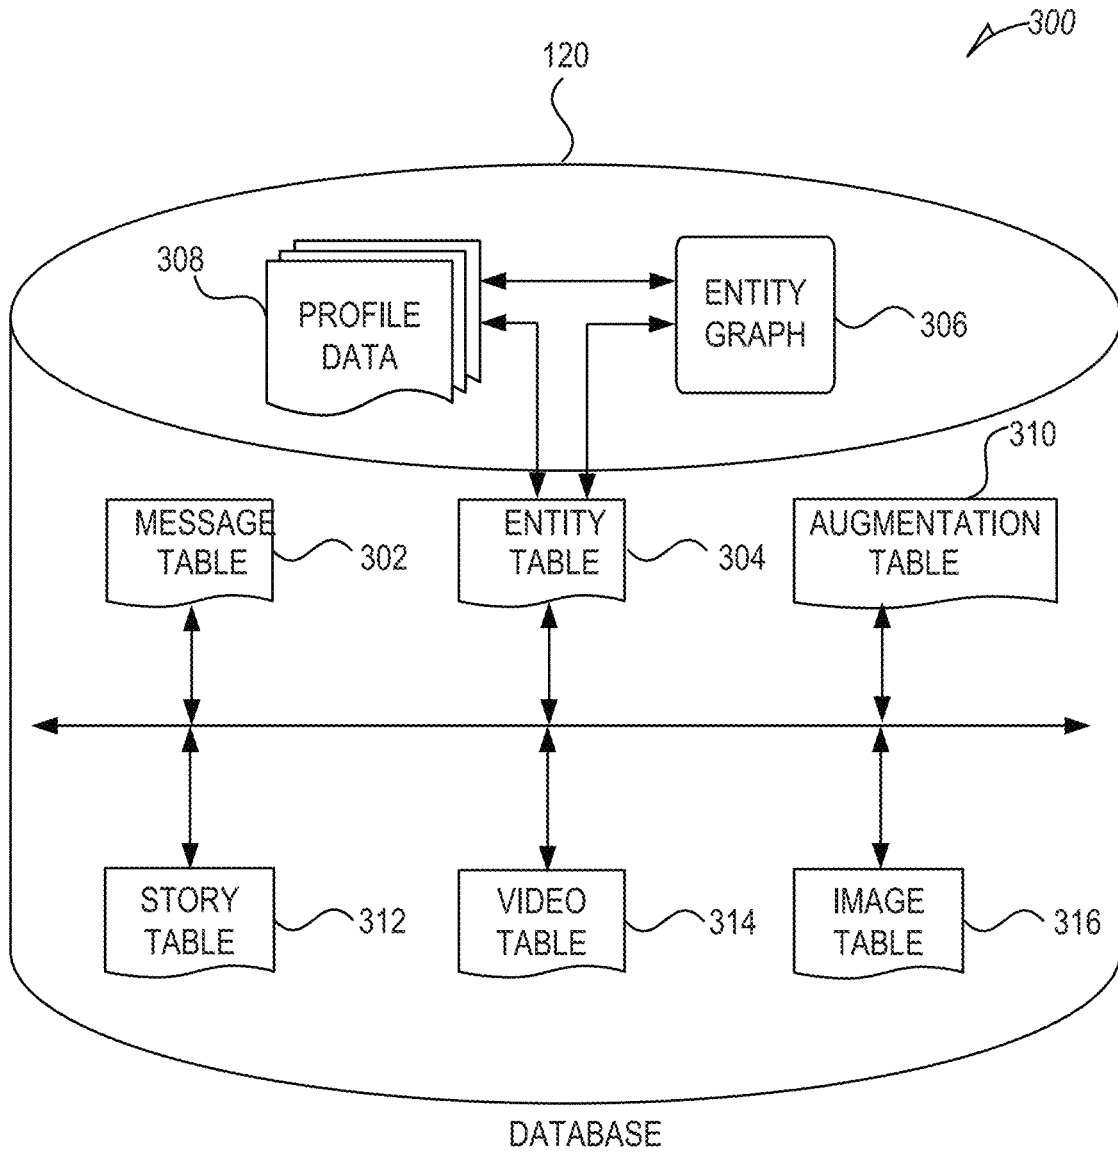 300
120
308
PROFILE
DATA
ENTITY
GRAPH
306
310
MESSAGE
TABLE
302
ENTITY
TABLE
304
AUGMENTATION
TABLE
STORY
TABLE
312
VIDEO
TABLE
314
IMAGE
TABLE
316
DATABASE